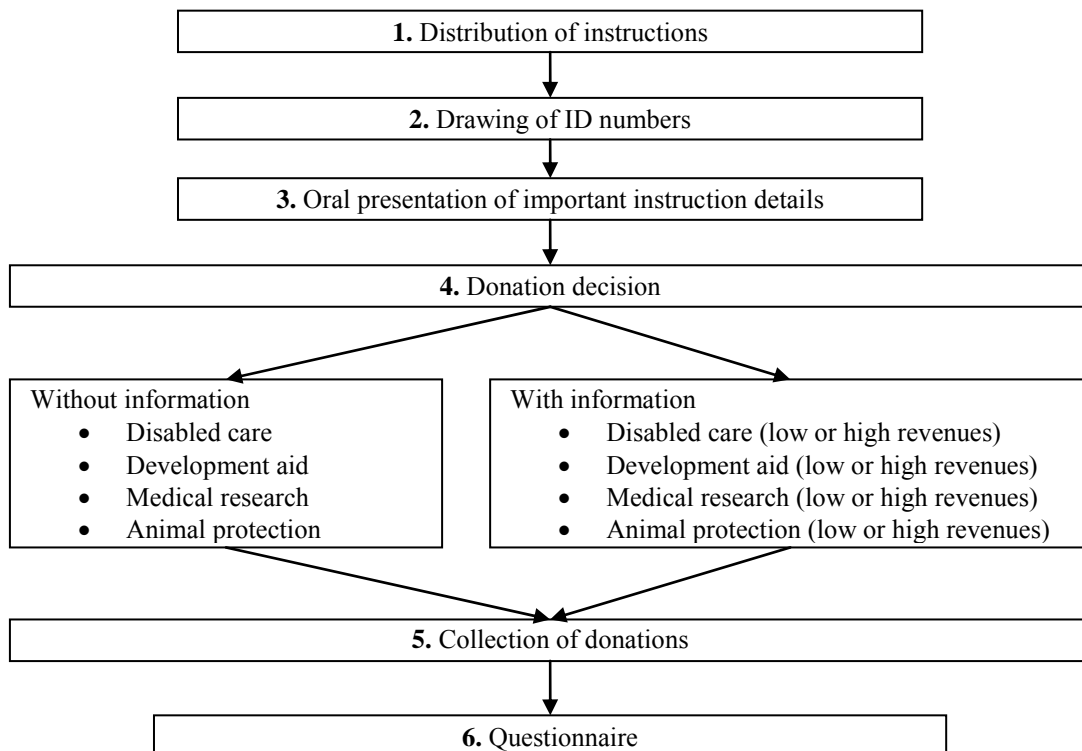 1. Distribution of instructions
2. Drawing of ID numbers
3. Oral presentation of important instruction details
4. Donation decision
Without information
• Disabled care
• Development aid
• Medical research
• Animal protection
With information
• Disabled care (low or high revenues)
• Development aid (low or high revenues)
• Medical research (low or high revenues)
• Animal protection (low or high revenues)
5. Collection of donations
6. Questionnaire